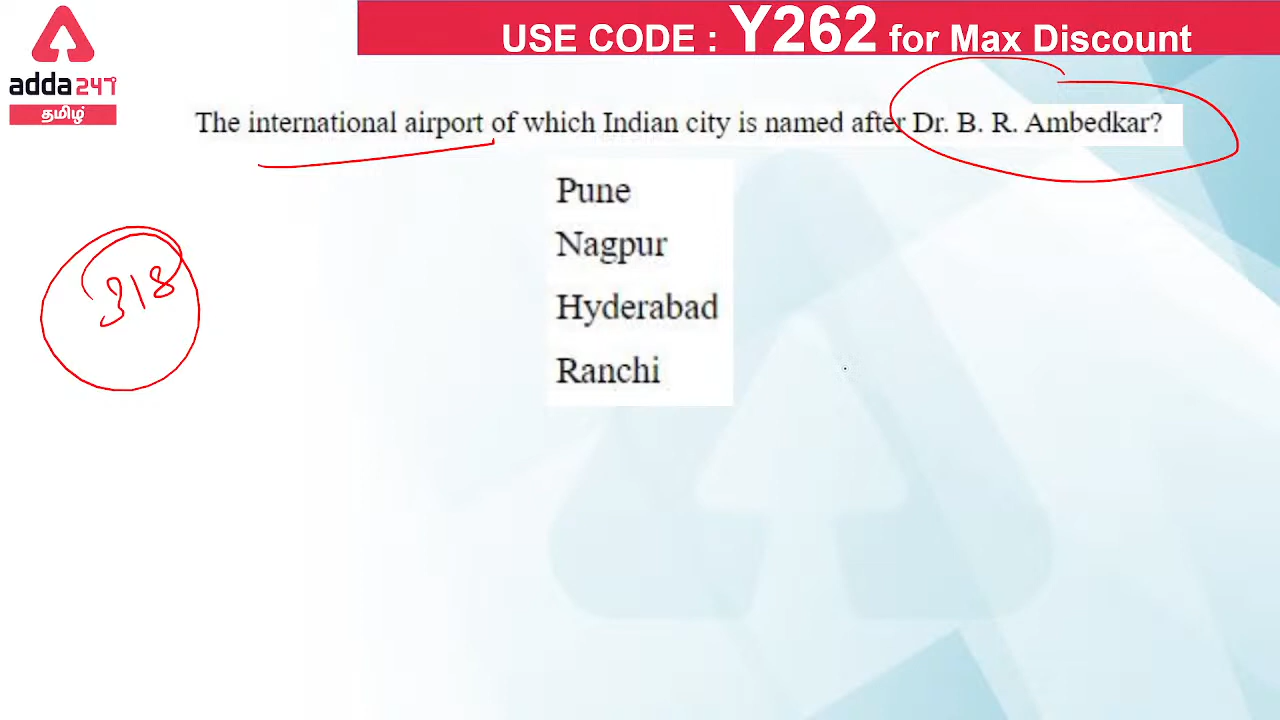 USE CODE : Y262 for Max Discount
adda247
தமிழ்
The international airport of which Indian city is named after Dr. B. R. Ambedkar?
Pune
Nagpur
318
Hyderabad
Ranchi